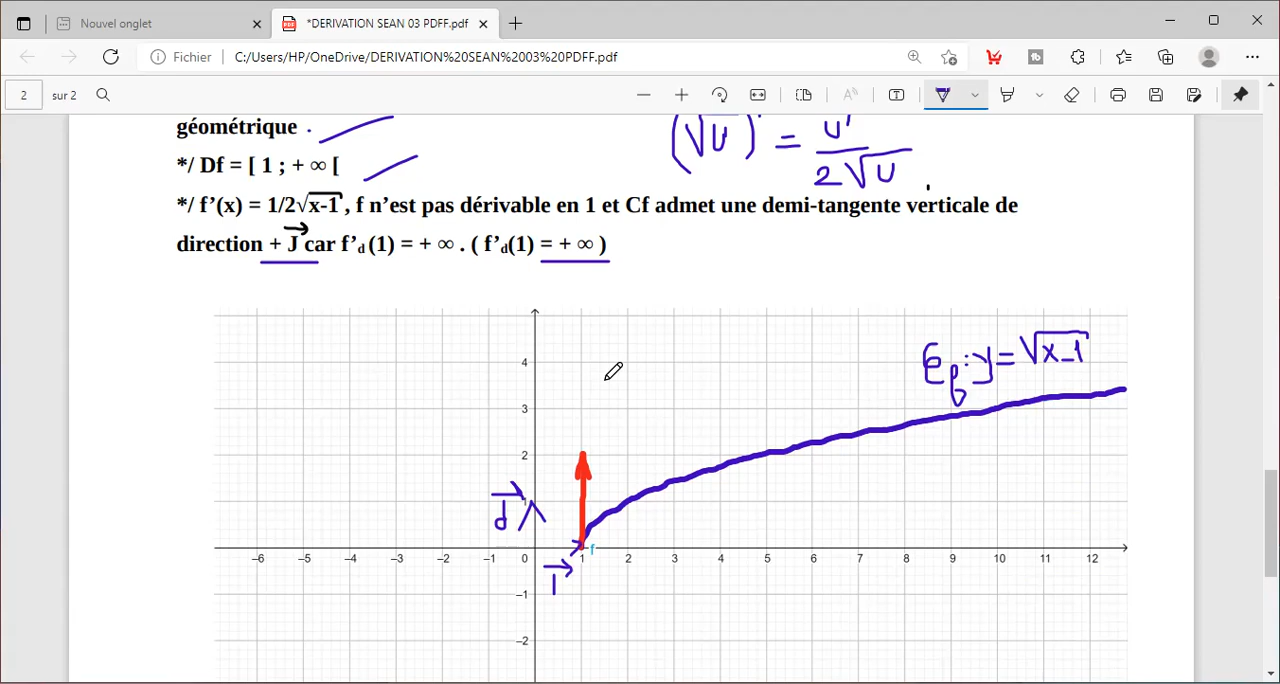 Nouvel onglet
*DERIVATION SEAN 03 PDFF.pdf
Fichier
C:/Users/HP/OneDrive/DERIVATION%20SEAN%2003%20PDFF.pdf
2 sur 2
géométrique .
(√U)' = U' / 2√U
*/ Df = [ 1 ; + ∞ [
*/ f’(x) = 1/2√x-1 , f n’est pas dérivable en 1 et Cf admet une demi-tangente verticale de
direction + J car f’d (1) = + ∞ . ( f’d(1) = + ∞ )
: y = √x-1
4
3
2
1
-6 -5 -4 -3 -2 -1 0 1 2 3 4 5 6 7 8 9 10 11 12
f
-1
-2